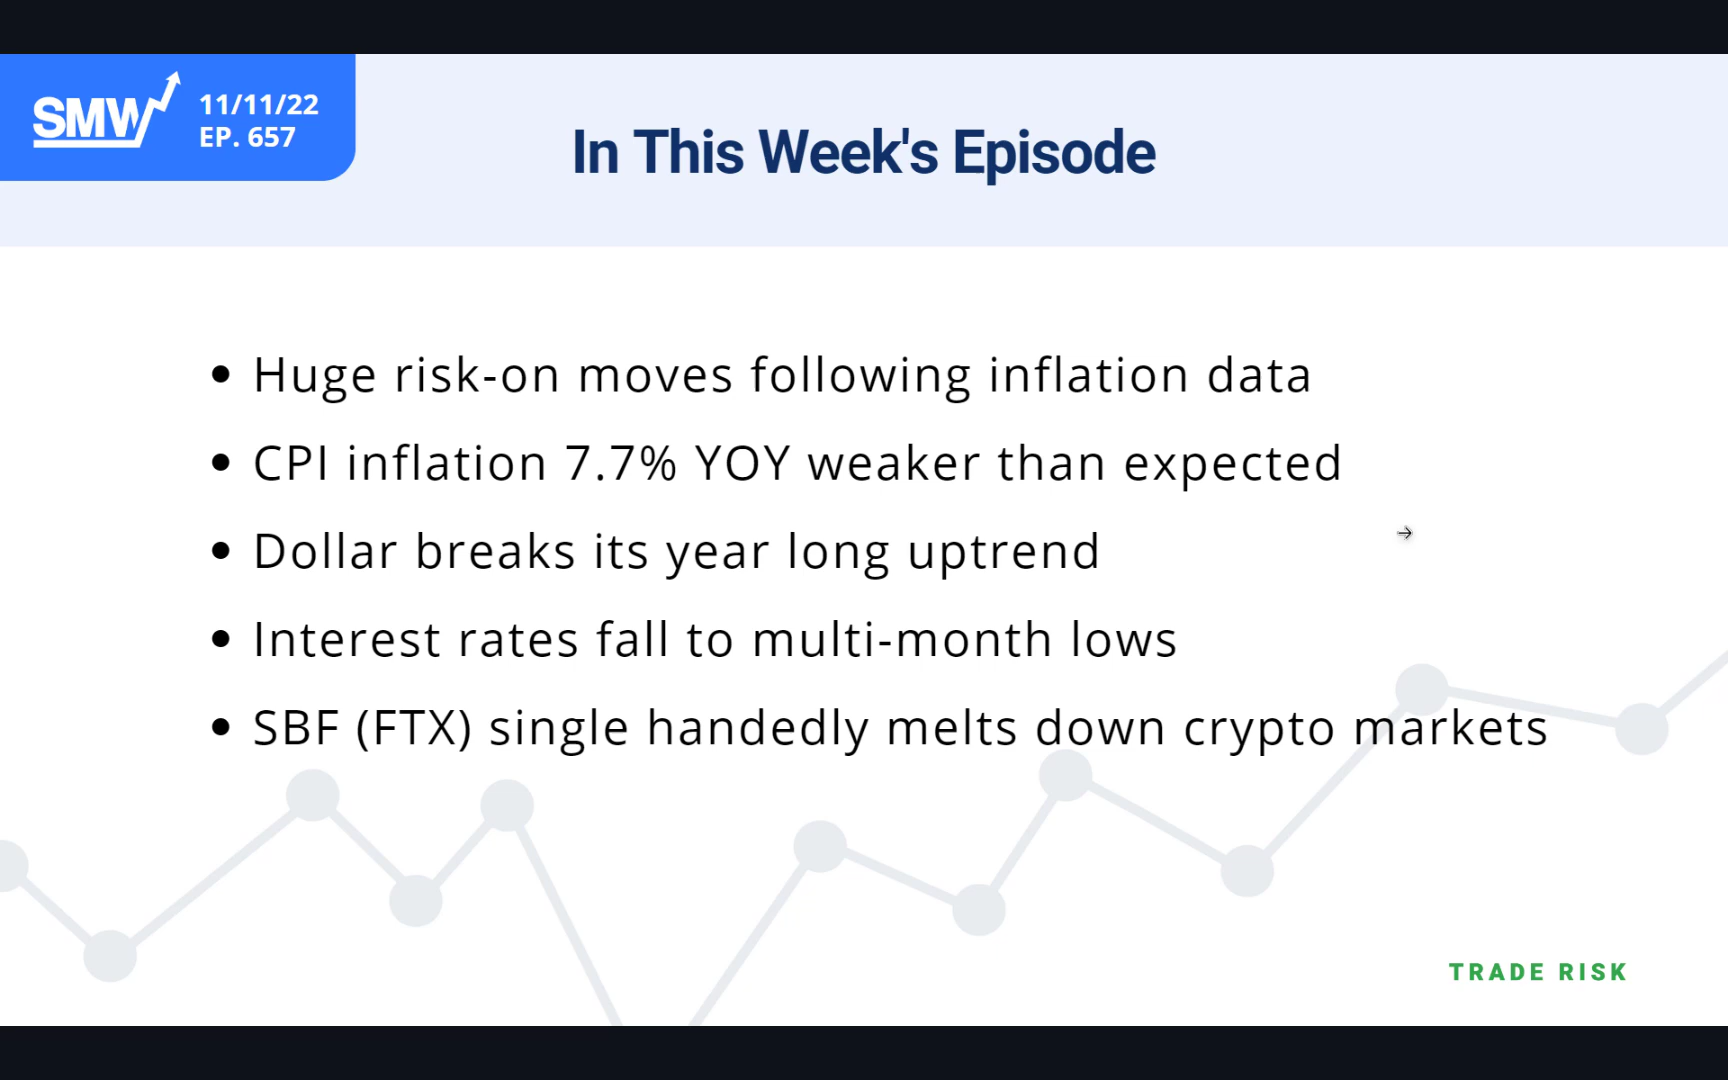 SMW
11/11/22
EP. 657
In This Week's Episode
• Huge risk-on moves following inflation data
• CPI inflation 7.7% YOY weaker than expected
• Dollar breaks its year long uptrend
• Interest rates fall to multi-month lows
• SBF (FTX) single handedly melts down crypto markets
TRADE RISK